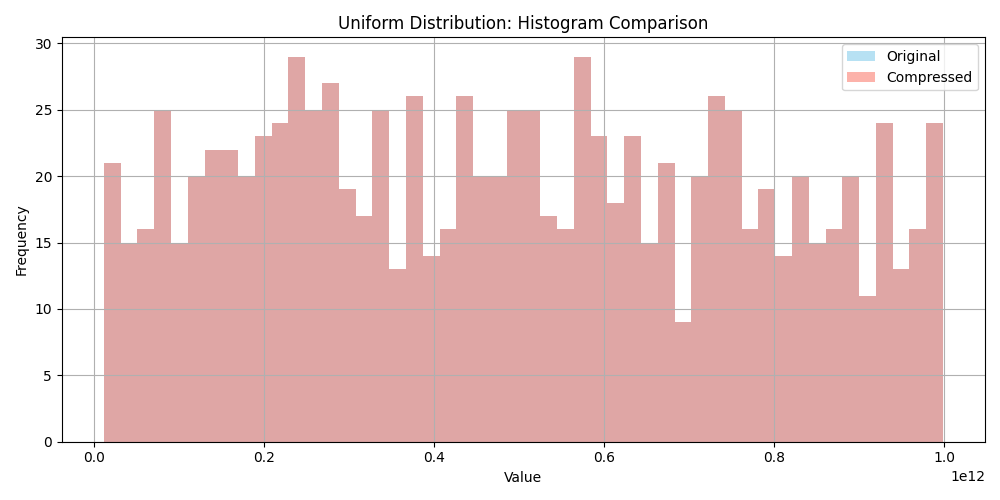 Uniform Distribution: Histogram Comparison
Original
Compressed
Frequency
30
25
20
15
10
5
0
0.0 0.2 0.4 0.6 0.8 1.0
1e12
Value